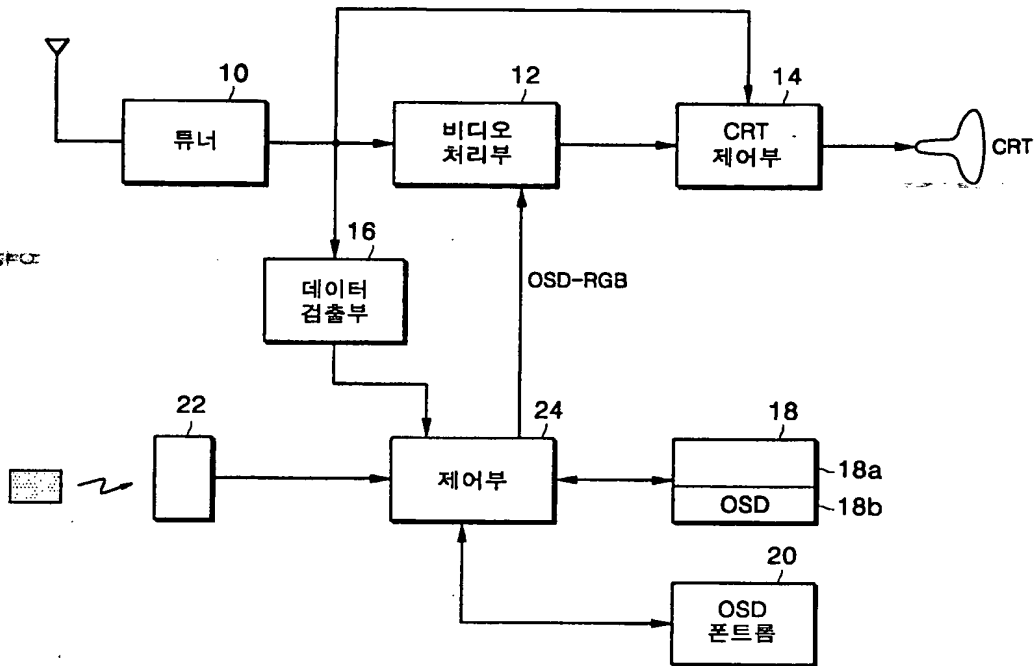 10
튜너
12
비디오
처리부
14
CRT
제어부
CRT
16
데이터
검출부
OSD-RGB
22
24
제어부
18
18a
OSD
18b
20
OSD
폰트롬